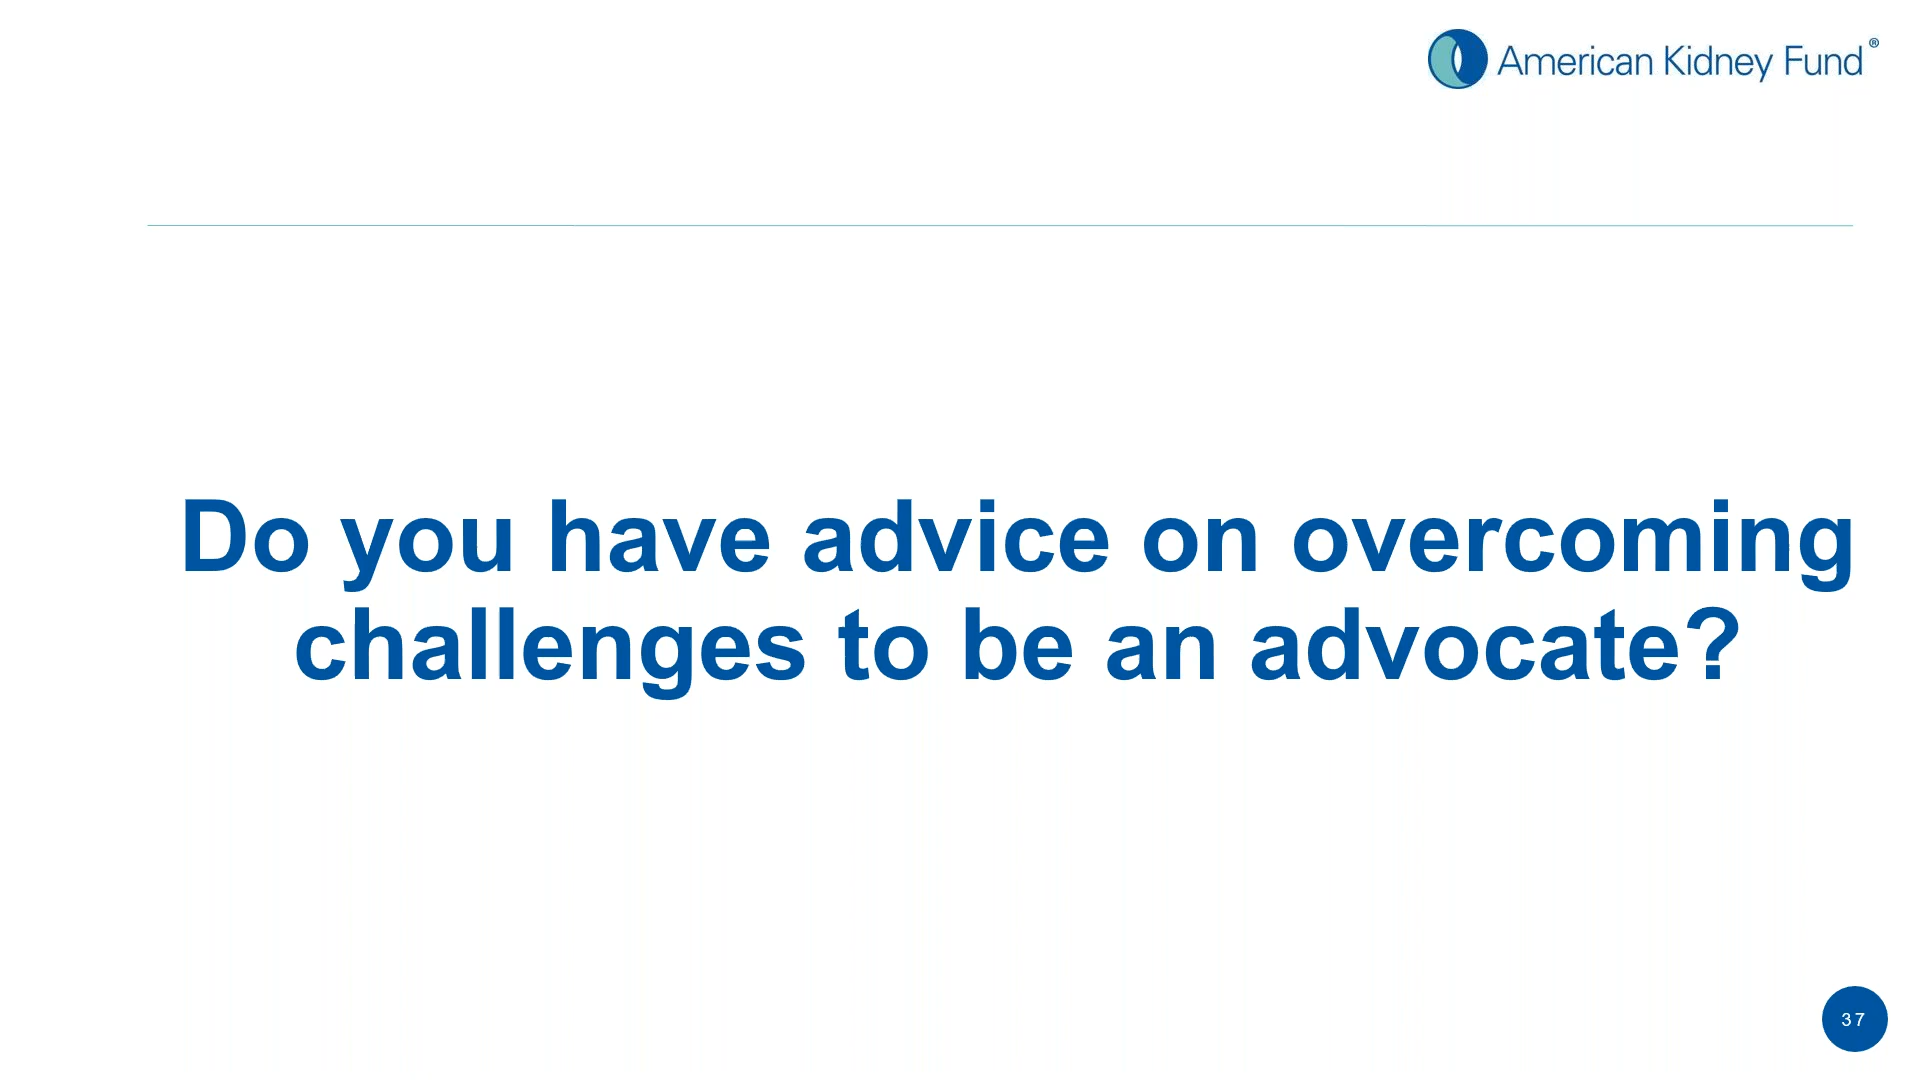 American Kidney Fund®
Do you have advice on overcoming
challenges to be an advocate?
37